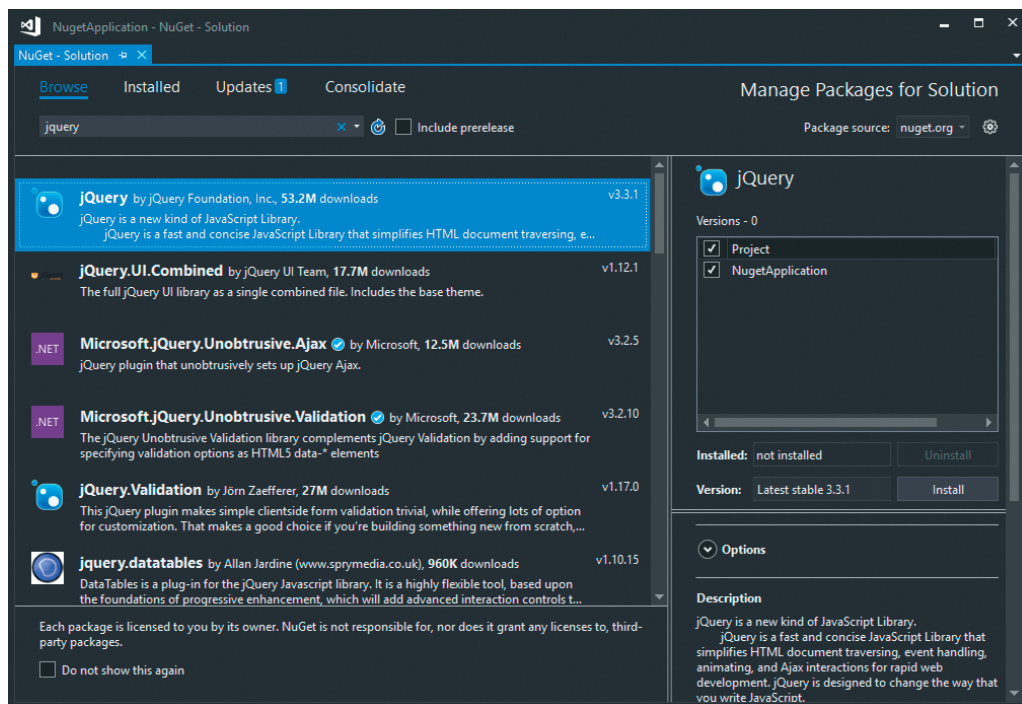 NugetApplication - NuGet - Solution
NuGet - Solution
Browse Installed Updates 1 Consolidate
Manage Packages for Solution
jquery
Include prerelease
Package source: nuget.org
jQuery by jQuery Foundation, Inc., 53.2M downloads
v3.3.1
jQuery is a new kind of JavaScript Library.
jQuery is a fast and concise JavaScript Library that simplifies HTML document traversing, e...
jQuery.UI.Combined by jQuery UI Team, 17.7M downloads
v1.12.1
The full jQuery UI library as a single combined file. Includes the base theme.
.NET
Microsoft.jQuery.Unobtrusive.Ajax by Microsoft, 12.5M downloads
v3.2.5
jQuery plugin that unobtrusively sets up jQuery Ajax.
.NET
Microsoft.jQuery.Unobtrusive.Validation by Microsoft, 23.7M downloads
v3.2.10
The jQuery Unobtrusive Validation library complements jQuery Validation by adding support for
specifying validation options as HTML5 data-* elements
jQuery.Validation by Jörn Zaefferer, 27M downloads
v1.17.0
This jQuery plugin makes simple clientside form validation trivial, while offering lots of option
for customization. That makes a good choice if you’re building something new from scratch,...
jquery.datatables by Allan Jardine (www.sprymedia.co.uk), 960K downloads
v1.10.15
DataTables is a plug-in for the jQuery Javascript library. It is a highly flexible tool, based upon
the foundations of progressive enhancement, which will add advanced interaction controls t...
Each package is licensed to you by its owner. NuGet is not responsible for, nor does it grant any licenses to, third-
party packages.
Do not show this again
jQuery
Versions - 0
Project
NugetApplication
Installed: not installed Uninstall
Version: Latest stable 3.3.1 Install
Options
Description
jQuery is a new kind of JavaScript Library.
jQuery is a fast and concise JavaScript Library that
simplifies HTML document traversing, event handling,
animating, and Ajax interactions for rapid web
development. jQuery is designed to change the way that
you write JavaScript.